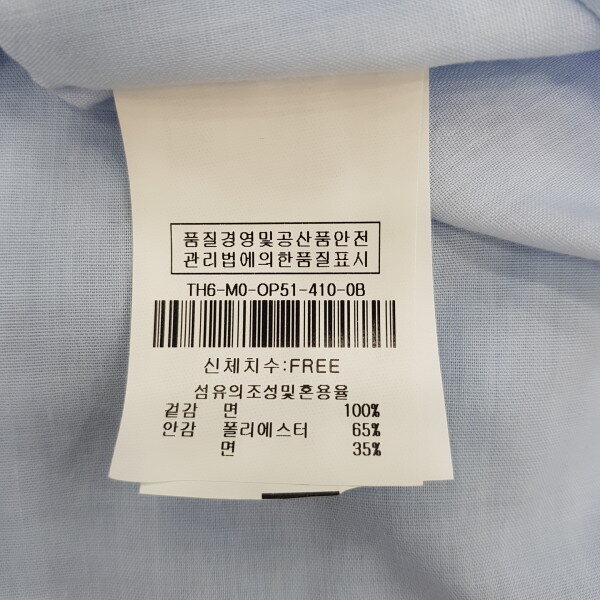 품질경영및공산품안전
관리법에의한품질표시
TH6-M0-OP51-410-0B
신체치수:FREE
섬유의조성및혼용율
겉감 면 100%
안감 폴리에스터 65%
면 35%